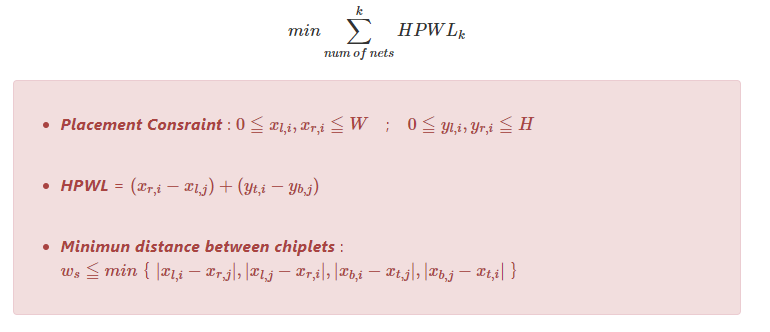 min ∑ HPWL_k
k
num of nets
• Placement Consraint : 0 ≦ x_{l,i}, x_{r,i} ≦ W ; 0 ≦ y_{l,i}, y_{r,i} ≦ H
• HPWL = (x_{r,i} − x_{l,j}) + (y_{t,i} − y_{b,j})
• Minimun distance between chiplets :
w_s ≦ min { |x_{l,i} − x_{r,j}|, |x_{l,j} − x_{r,i}|, |x_{b,i} − x_{t,j}|, |x_{b,j} − x_{t,i}| }